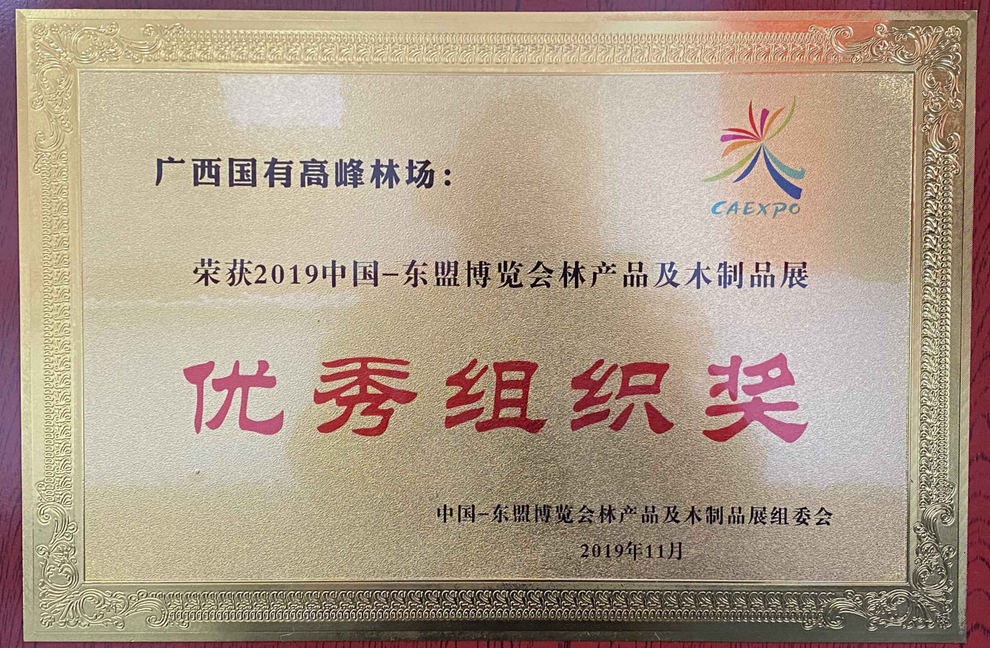 CAEXPO
广西国有高峰林场：
荣获2019中国-东盟博览会林产品及木制品展
优秀组织奖
中国-东盟博览会林产品及木制品展组委会
2019年11月